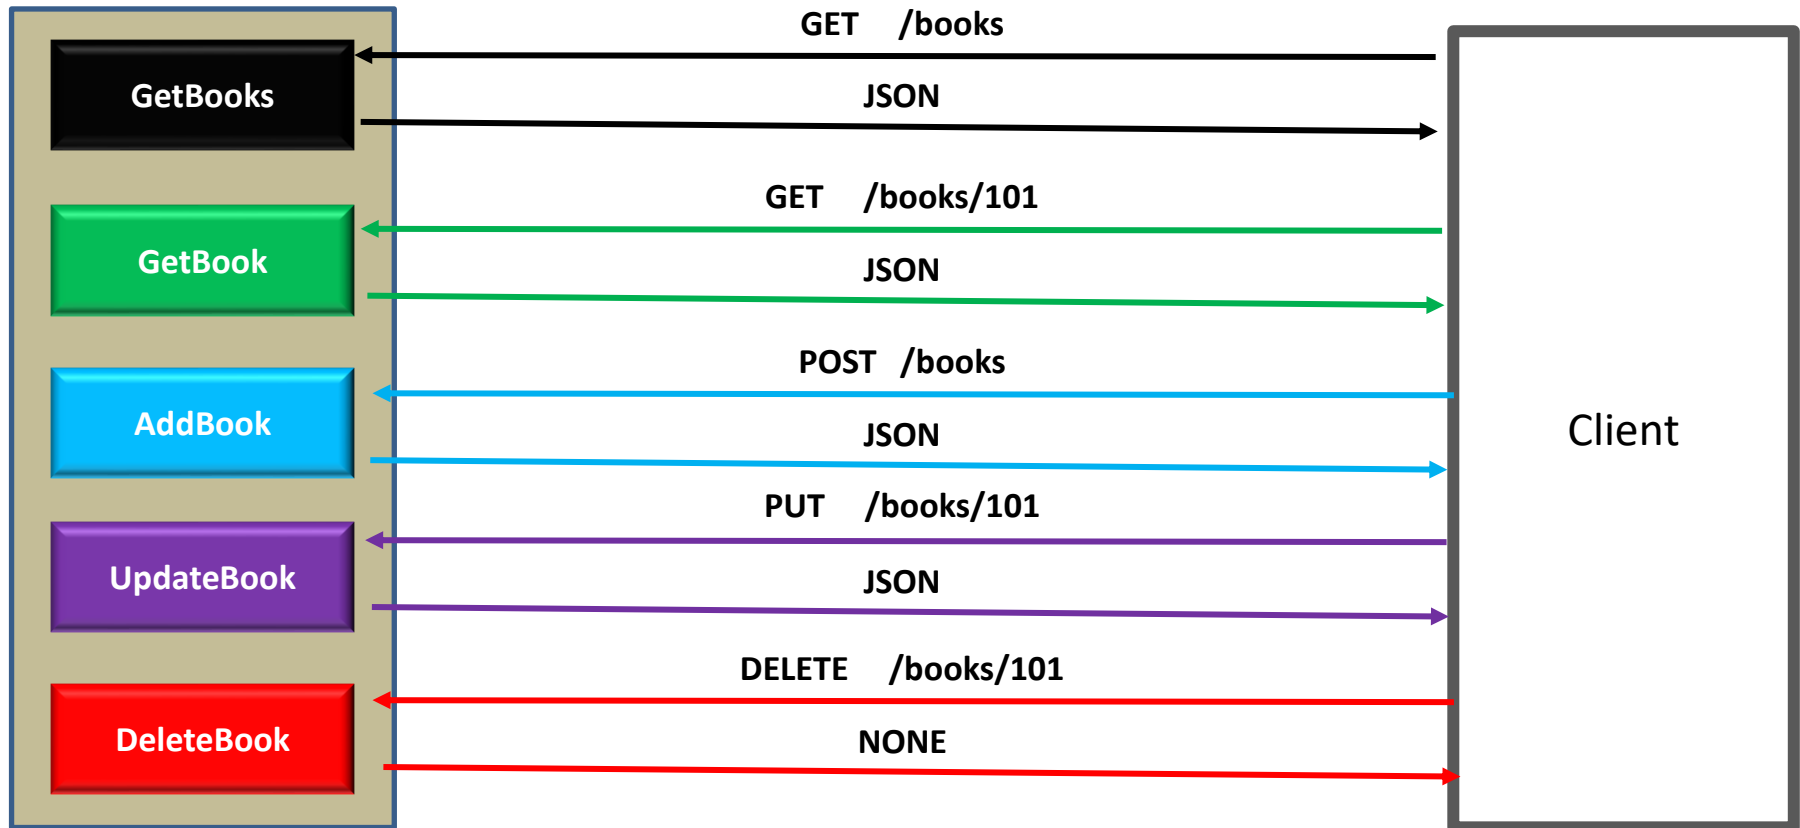 GET /books
GetBooks
JSON
GET /books/101
GetBook
JSON
POST /books
AddBook
JSON
Client
PUT /books/101
UpdateBook
JSON
DELETE /books/101
DeleteBook
NONE